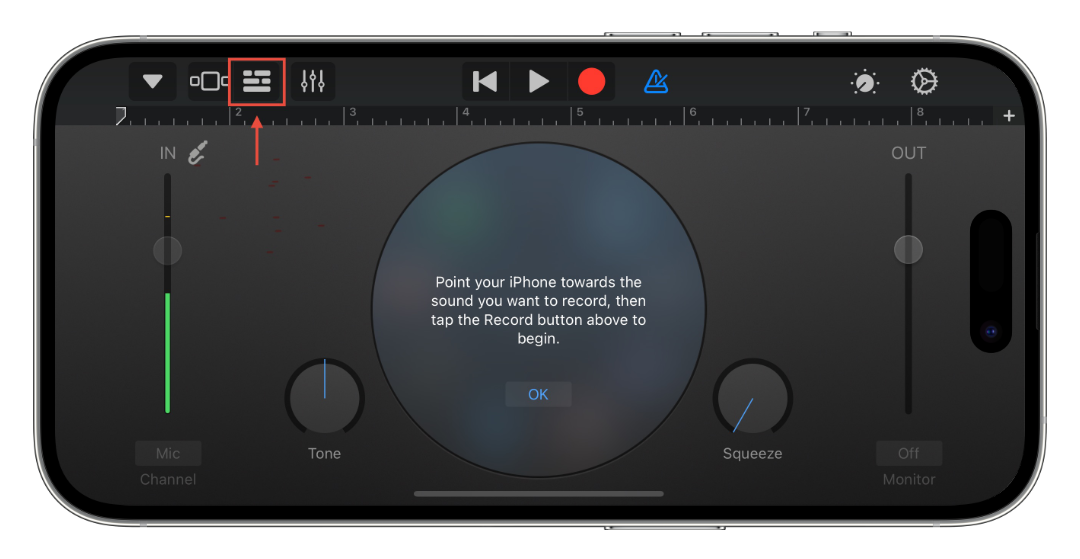 2 3 4 5 6 7 8 +
IN
OUT
Point your iPhone towards the
sound you want to record, then
tap the Record button above to
begin.
OK
Mic
Channel
Tone
Squeeze
Off
Monitor